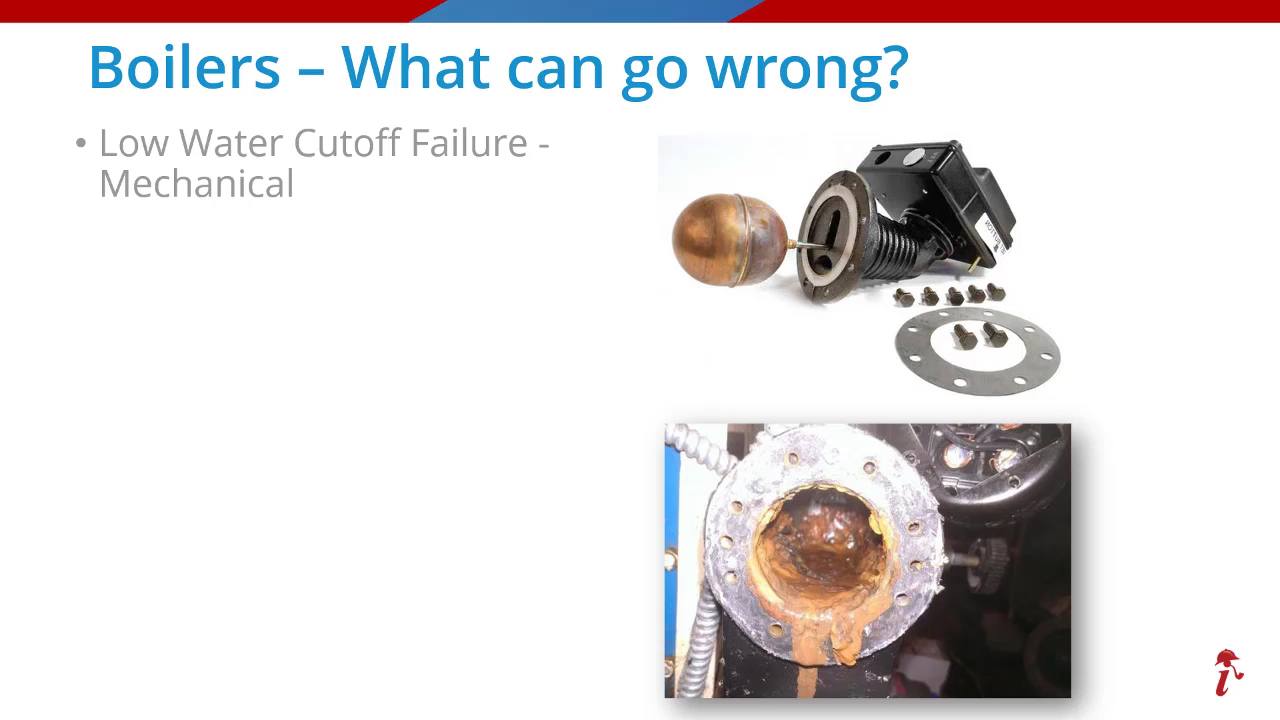 Boilers – What can go wrong?
• Low Water Cutoff Failure -
Mechanical